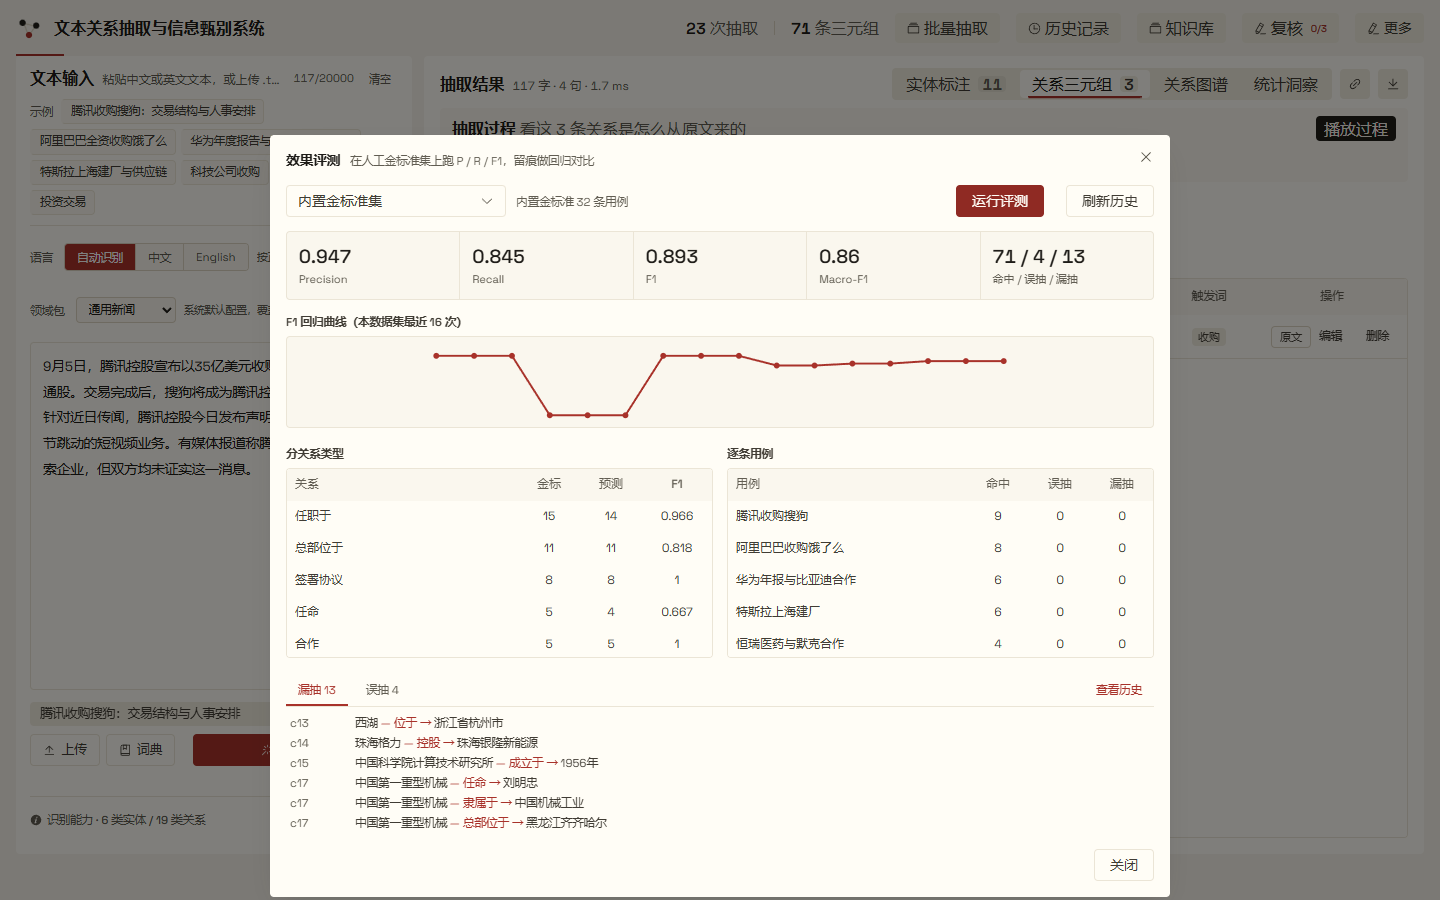 文本关系抽取与信息甄别系统
23 次抽取 71 条三元组 批量抽取 历史记录 知识库 复核 0/3 更多
文本输入 粘贴中文或英文文本，或上传 .t... 117/20000 清空
示例 腾讯收购搜狗：交易结构与人事安排
阿里巴巴全资收购饿了么 华为年度报告与
特斯拉上海建厂与供应链 科技公司收购
投资交易
语言 自动识别 中文 English
领域包 通用新闻 系统默认配置，
9月5日，腾讯控股宣布以35亿美元收
通股。交易完成后，搜狗将成为腾讯控
针对近日传闻，腾讯控股今日发布声明
节跳动的短视频业务。有媒体报道称腾
索企业，但双方均未证实这一消息。
腾讯收购搜狗：交易结构与人事安排
上传 词典
识别能力 · 6 类实体 / 19 类关系
抽取结果 117 字 · 4 句 · 1.7 ms
实体标注 11 关系三元组 3 关系图谱 统计洞察
抽取过程 看这 3 条关系是怎么从原文来的
播放过程
触发词 操作
收购 原文 编辑 删除
效果评测 在人工金标准集上跑 P / R / F1，留痕做回归对比
内置金标准集 内置金标准 32 条用例 运行评测 刷新历史
0.947 0.845 0.893 0.86 71 / 4 / 13
Precision Recall F1 Macro-F1 命中 / 误抽 / 漏抽
F1 回归曲线（本数据集最近 16 次）
分关系类型
关系 金标 预测 F1
任职于 15 14 0.966
总部位于 11 11 0.818
签署协议 8 8 1
任命 5 4 0.667
合作 5 5 1
逐条用例
用例 命中 误抽 漏抽
腾讯收购搜狗 9 0 0
阿里巴巴收购饿了么 8 0 0
华为年报与比亚迪合作 6 0 0
特斯拉上海建厂 6 0 0
恒瑞医药与默克合作 4 0 0
漏抽 13 误抽 4 查看历史
c13 西湖 — 位于 → 浙江省杭州市
c14 珠海格力 — 控股 → 珠海银隆新能源
c15 中国科学院计算技术研究所 — 成立于 → 1956年
c17 中国第一重型机械 — 任命 → 刘明忠
c17 中国第一重型机械 — 隶属于 → 中国机械工业
c17 中国第一重型机械 — 总部位于 → 黑龙江齐齐哈尔
关闭